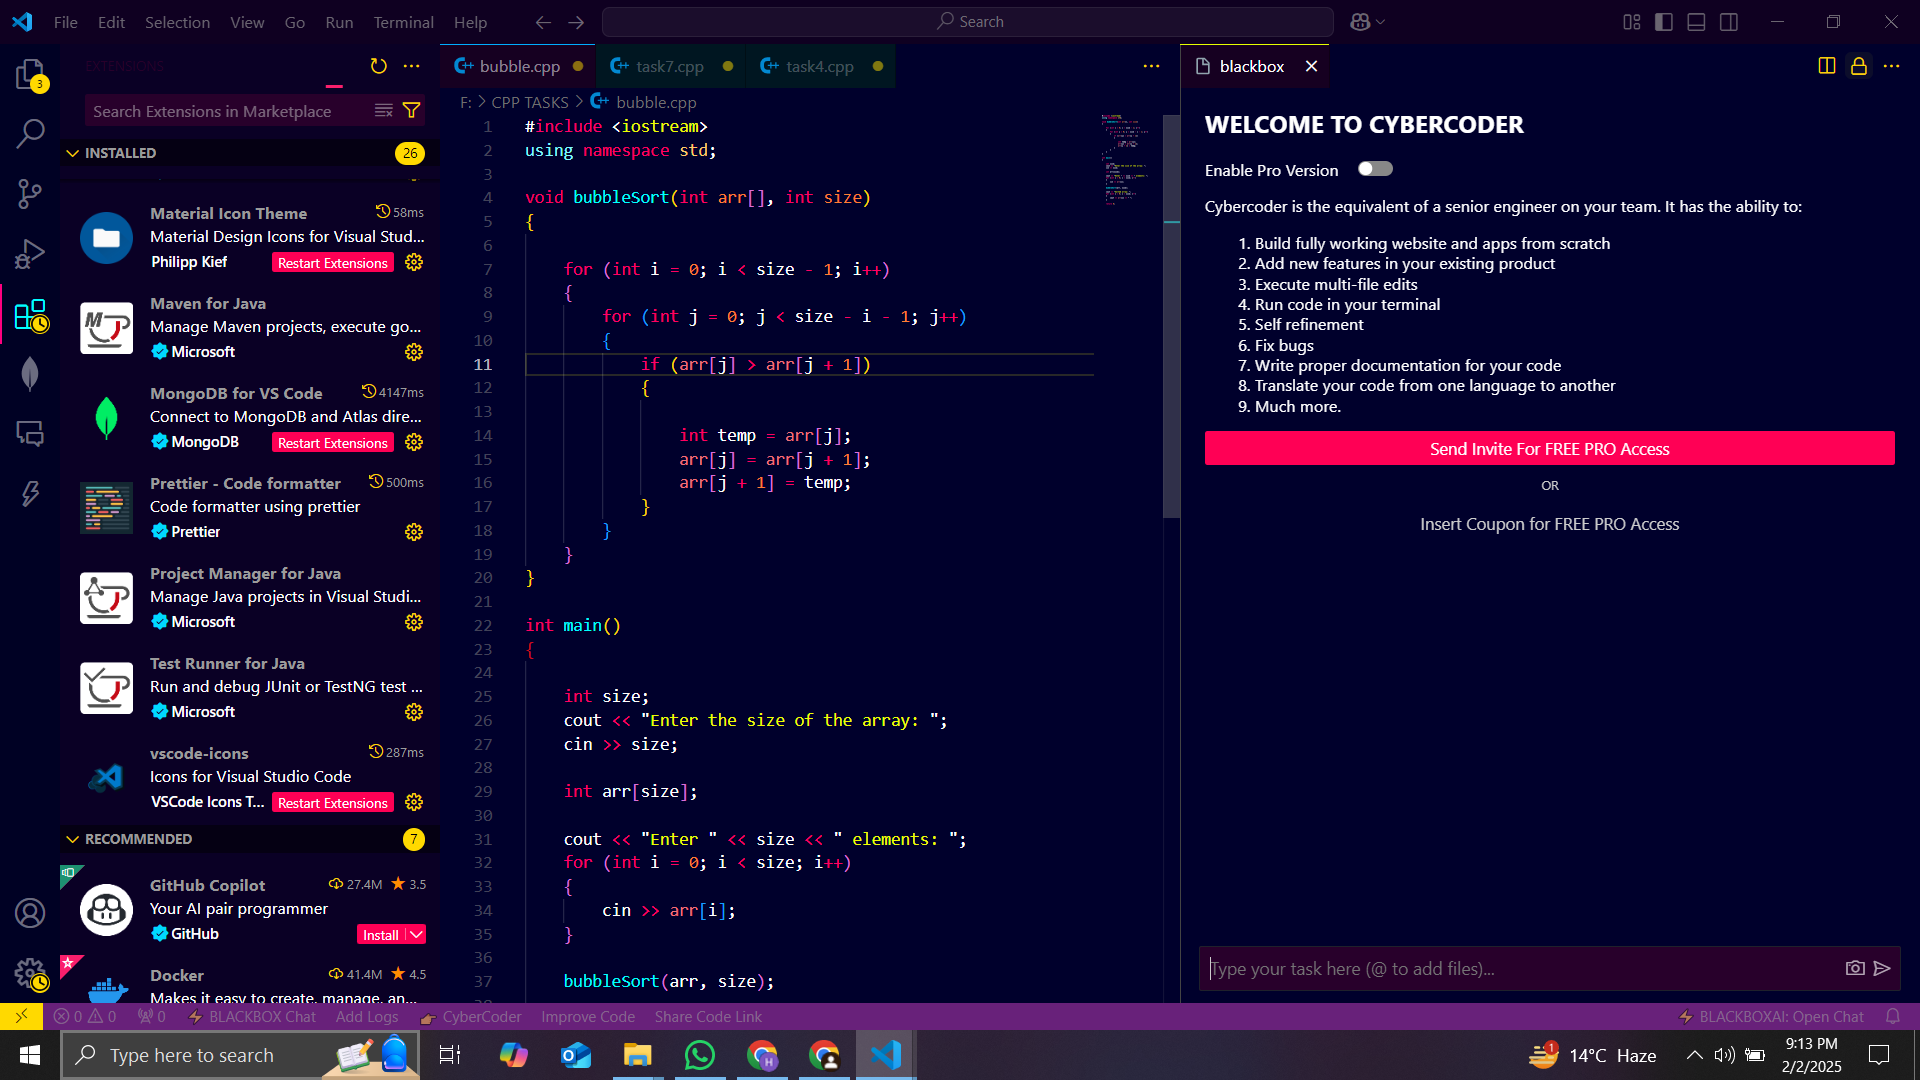 File Edit Selection View Go Run Terminal Help
Search
EXTENSIONS
3
Search Extensions in Marketplace
INSTALLED 26
Material Icon Theme 58ms
Material Design Icons for Visual Stud...
Philipp Kief Restart Extensions
Maven for Java
Manage Maven projects, execute go...
Microsoft
MongoDB for VS Code 4147ms
Connect to MongoDB and Atlas dire...
MongoDB Restart Extensions
Prettier - Code formatter 500ms
Code formatter using prettier
Prettier
Project Manager for Java
Manage Java projects in Visual Studi...
Microsoft
Test Runner for Java
Run and debug JUnit or TestNG test ...
Microsoft
vscode-icons 287ms
Icons for Visual Studio Code
VSCode Icons T... Restart Extensions
RECOMMENDED 7
GitHub Copilot 27.4M 3.5
Your AI pair programmer
GitHub Install
Docker 41.4M 4.5
Makes it easy to create, manage, an...
bubble.cpp task7.cpp task4.cpp
F: > CPP TASKS > bubble.cpp
1 #include <iostream>
2 using namespace std;
3
4 void bubbleSort(int arr[], int size)
5 {
6
7 for (int i = 0; i < size - 1; i++)
8 {
9 for (int j = 0; j < size - i - 1; j++)
10 {
11 if (arr[j] > arr[j + 1])
12 {
13
14 int temp = arr[j];
15 arr[j] = arr[j + 1];
16 arr[j + 1] = temp;
17 }
18 }
19 }
20 }
21
22 int main()
23 {
24
25 int size;
26 cout << "Enter the size of the array: ";
27 cin >> size;
28
29 int arr[size];
30
31 cout << "Enter " << size << " elements: ";
32 for (int i = 0; i < size; i++)
33 {
34 cin >> arr[i];
35 }
36
37 bubbleSort(arr, size);
blackbox
WELCOME TO CYBERCODER
Enable Pro Version
Cybercoder is the equivalent of a senior engineer on your team. It has the ability to:
1. Build fully working website and apps from scratch
2. Add new features in your existing product
3. Execute multi-file edits
4. Run code in your terminal
5. Self refinement
6. Fix bugs
7. Write proper documentation for your code
8. Translate your code from one language to another
9. Much more.
Send Invite For FREE PRO Access
OR
Insert Coupon for FREE PRO Access
Type your task here (@ to add files)...
0 0 0 BLACKBOX Chat Add Logs CyberCoder Improve Code Share Code Link BLACKBOXAI: Open Chat
Type here to search
1 14°C Haze
9:13 PM
2/2/2025